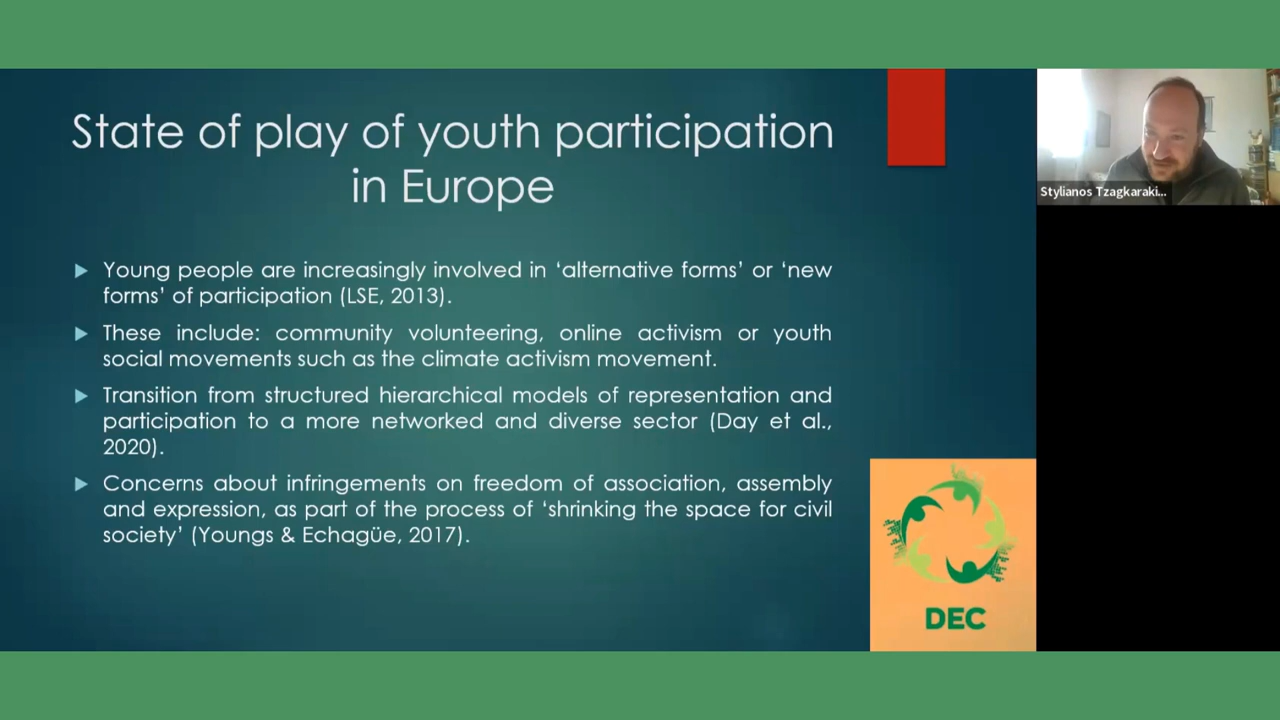 State of play of youth participation
in Europe
Young people are increasingly involved in ‘alternative forms’ or ‘new
forms’ of participation (LSE, 2013).
These include: community volunteering, online activism or youth
social movements such as the climate activism movement.
Transition from structured hierarchical models of representation and
participation to a more networked and diverse sector (Day et al.,
2020).
Concerns about infringements on freedom of association, assembly
and expression, as part of the process of ‘shrinking the space for civil
society’ (Youngs & Echagüe, 2017).
DEC
Stylianos Tzagkaraki...